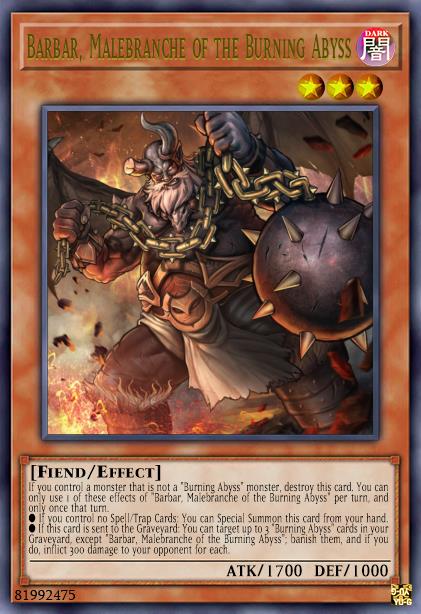 Barbar, Malebranche of the Burning Abyss
DARK
闇
[Fiend/Effect]
If you control a monster that is not a "Burning Abyss" monster, destroy this card. You can
only use 1 of these effects of "Barbar, Malebranche of the Burning Abyss" per turn, and
only once that turn.
● If you control no Spell/Trap Cards: You can Special Summon this card from your hand.
● If this card is sent to the Graveyard: You can target up to 3 "Burning Abyss" cards in your
Graveyard, except "Barbar, Malebranche of the Burning Abyss"; banish them, and if you
do, inflict 300 damage to your opponent for each.
ATK/1700 DEF/1000
81992475